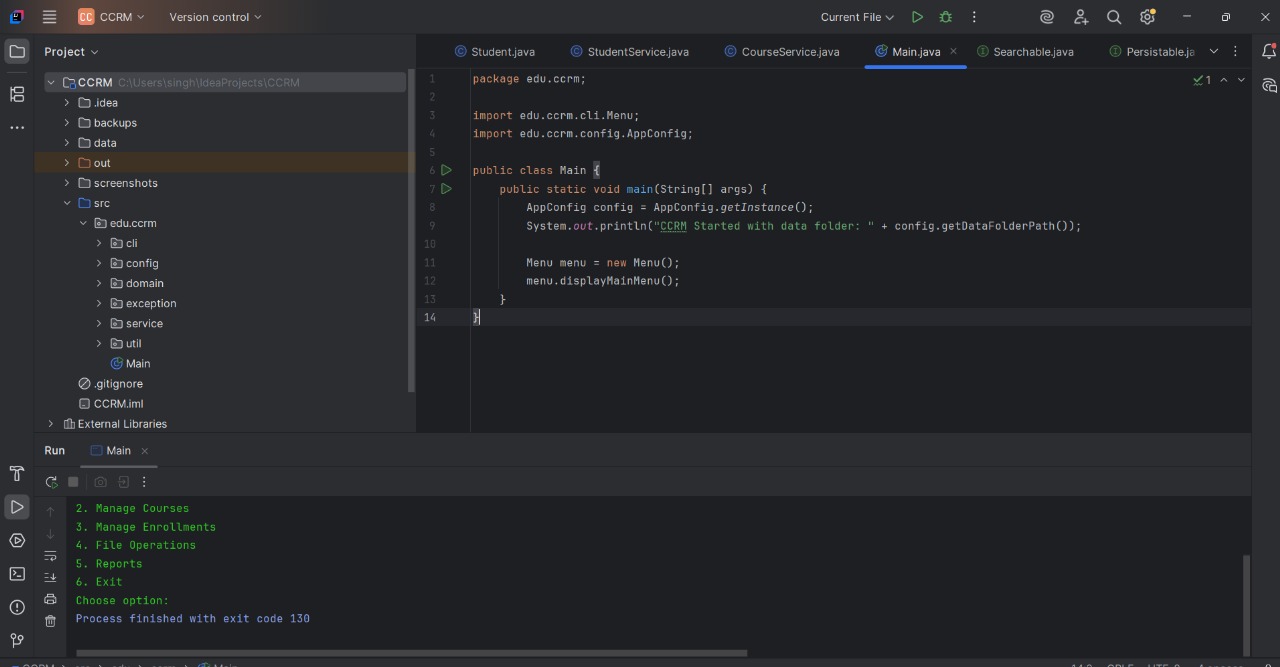 CC CCRM Version control Current File
Project
Student.java StudentService.java CourseService.java Main.java Searchable.java Persistable.ja
CCRM C:\Users\singh\IdeaProjects\CCRM
.idea
backups
data
out
screenshots
src
edu.ccrm
cli
config
domain
exception
service
util
Main
.gitignore
CCRM.iml
External Libraries
1
1 package edu.ccrm;
2
3 import edu.ccrm.cli.Menu;
4 import edu.ccrm.config.AppConfig;
5
6 public class Main {
7 public static void main(String[] args) {
8 AppConfig config = AppConfig.getInstance();
9 System.out.println("CCRM Started with data folder: " + config.getDataFolderPath());
10
11 Menu menu = new Menu();
12 menu.displayMainMenu();
13 }
14 }
Run Main
2. Manage Courses
3. Manage Enrollments
4. File Operations
5. Reports
6. Exit
Choose option:
Process finished with exit code 130